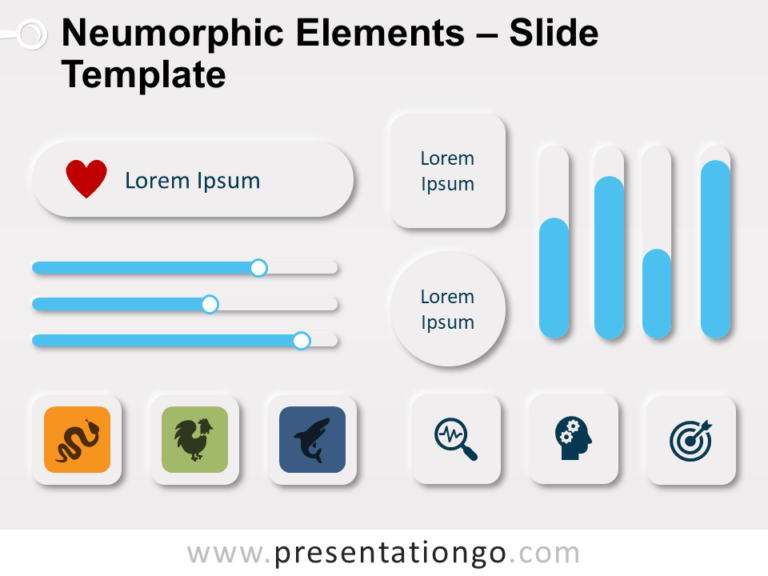 Neumorphic Elements – Slide
Template
Lorem Ipsum
Lorem
Ipsum
Lorem
Ipsum
www.presentationgo.com